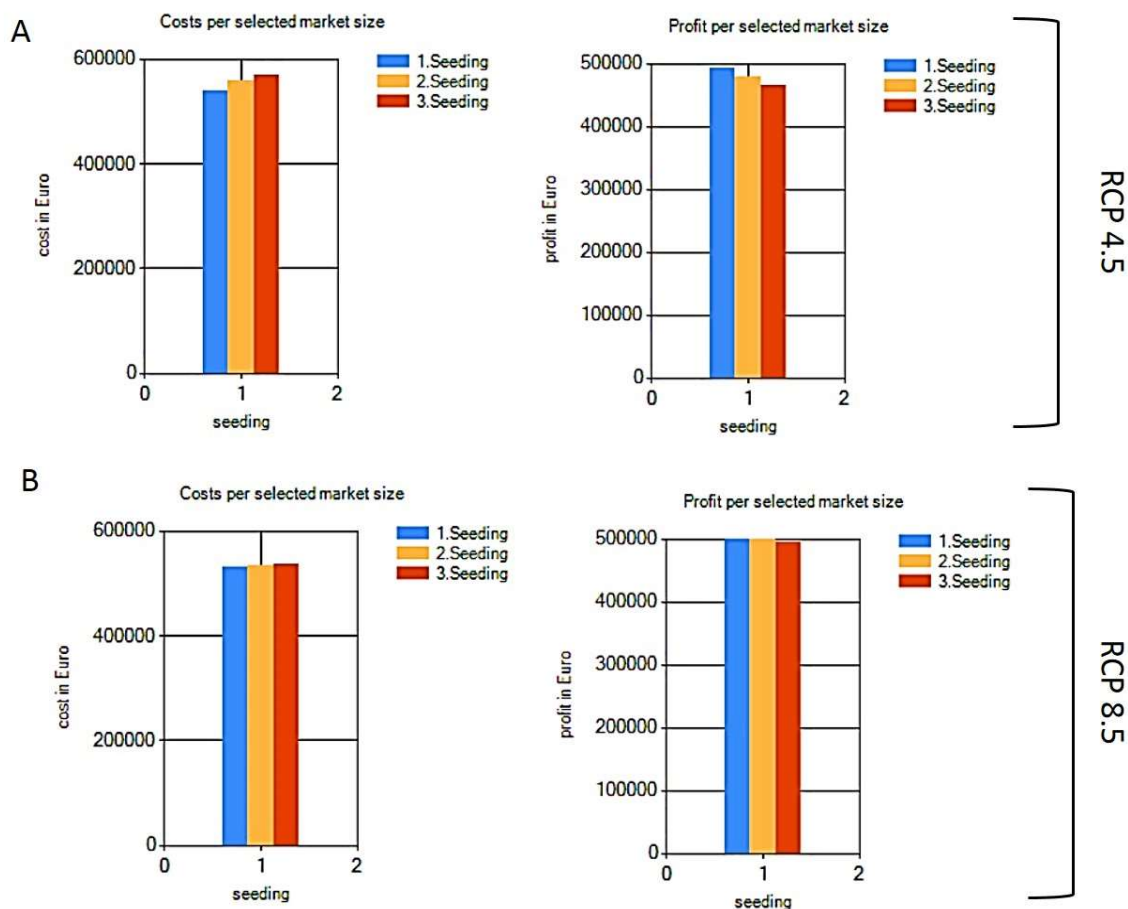 A
Costs per selected market size
600000
400000
200000
0
0 1 2
cost in Euro
seeding
1.Seeding
2.Seeding
3.Seeding
Profit per selected market size
500000
400000
300000
200000
100000
0
0 1 2
profit in Euro
seeding
1.Seeding
2.Seeding
3.Seeding
RCP 4.5
B
Costs per selected market size
600000
400000
200000
0
0 1 2
cost in Euro
seeding
1.Seeding
2.Seeding
3.Seeding
Profit per selected market size
500000
400000
300000
200000
100000
0
0 1 2
profit in Euro
seeding
1.Seeding
2.Seeding
3.Seeding
RCP 8.5